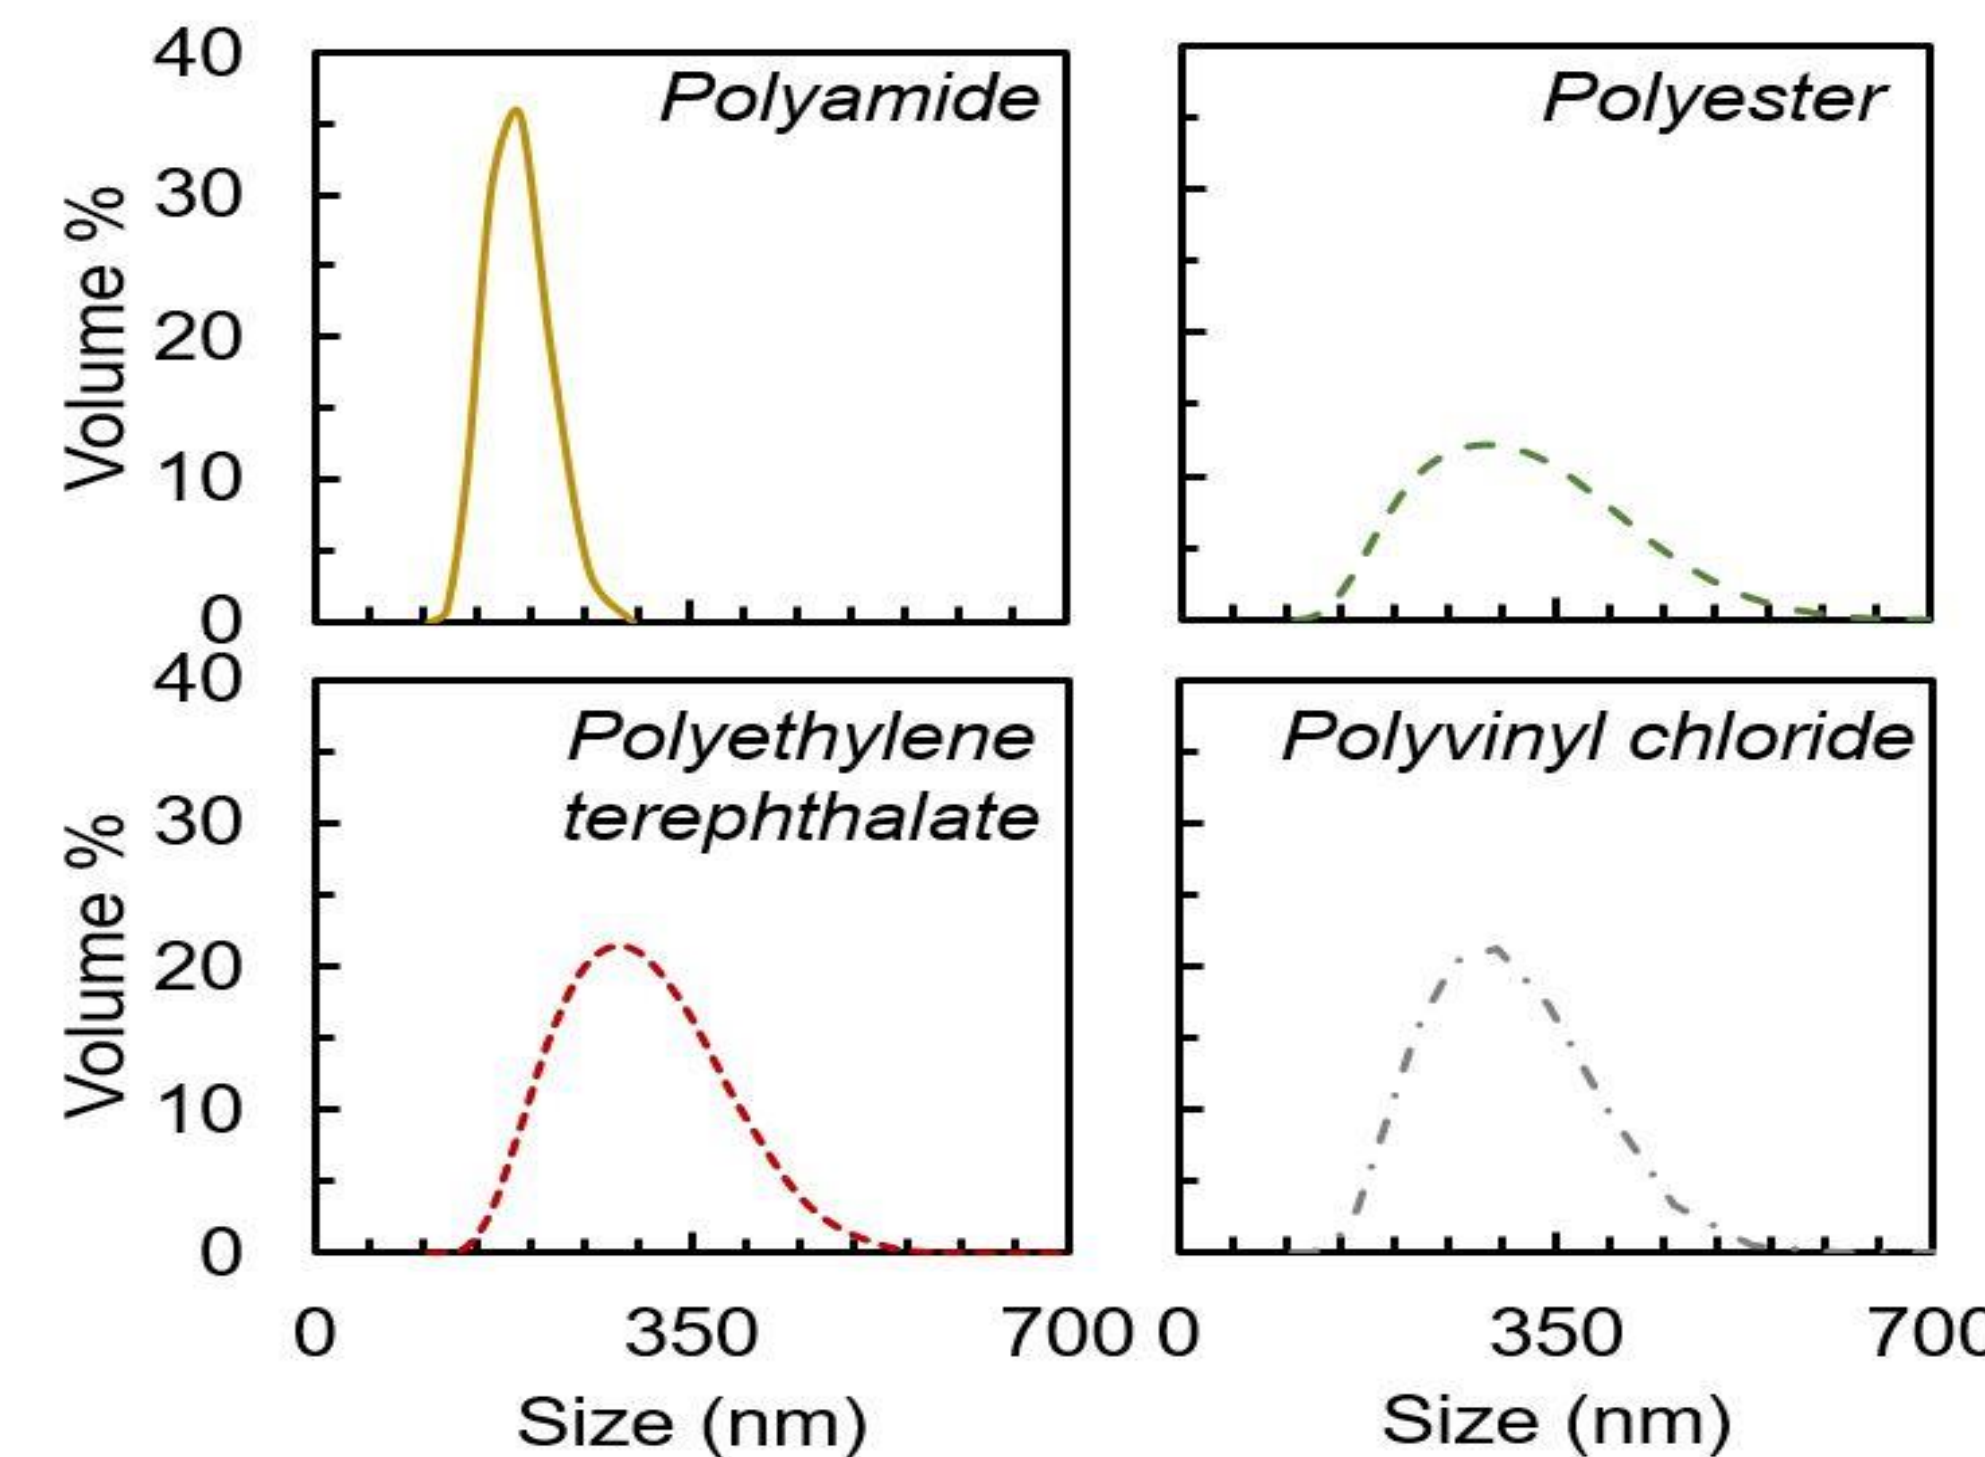 40
30
20
10
0
Volume %
Polyamide
Polyester
40
30
20
10
0
Volume %
Polyethylene
terephthalate
Polyvinyl chloride
0 350 700
0 350 700
Size (nm)
Size (nm)